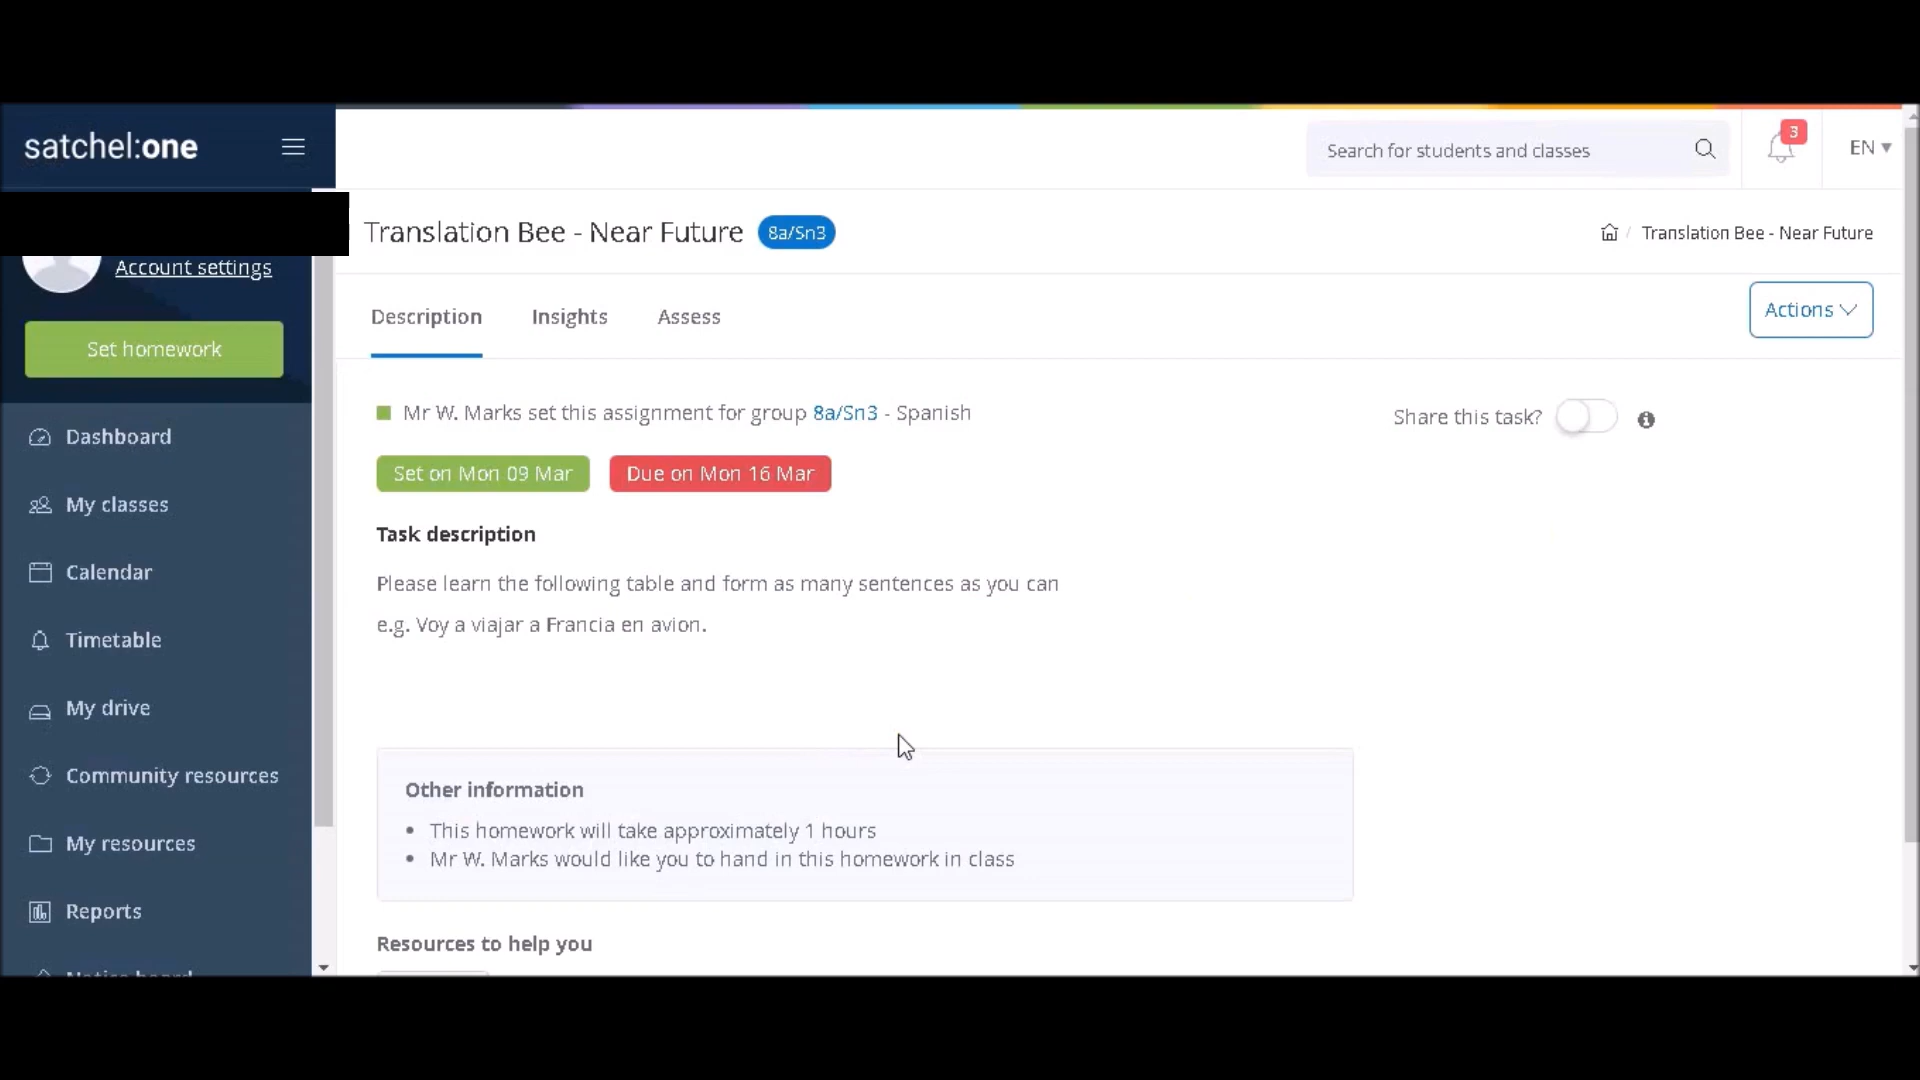 satchel:one
Search for students and classes
3
EN
Translation Bee - Near Future 8a/Sn3
Translation Bee - Near Future
Account settings
Set homework
Description Insights Assess
Actions
Mr W. Marks set this assignment for group 8a/Sn3 - Spanish
Share this task?
Set on Mon 09 Mar Due on Mon 16 Mar
Task description
Please learn the following table and form as many sentences as you can
e.g. Voy a viajar a Francia en avion.
Other information
• This homework will take approximately 1 hours
• Mr W. Marks would like you to hand in this homework in class
Resources to help you
Dashboard
My classes
Calendar
Timetable
My drive
Community resources
My resources
Reports